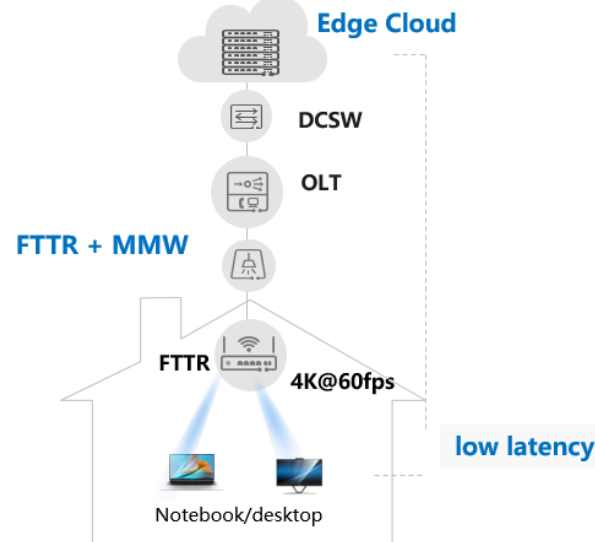 Edge Cloud
DCSW
OLT
FTTR + MMW
FTTR
4K@60fps
low latency
Notebook/desktop